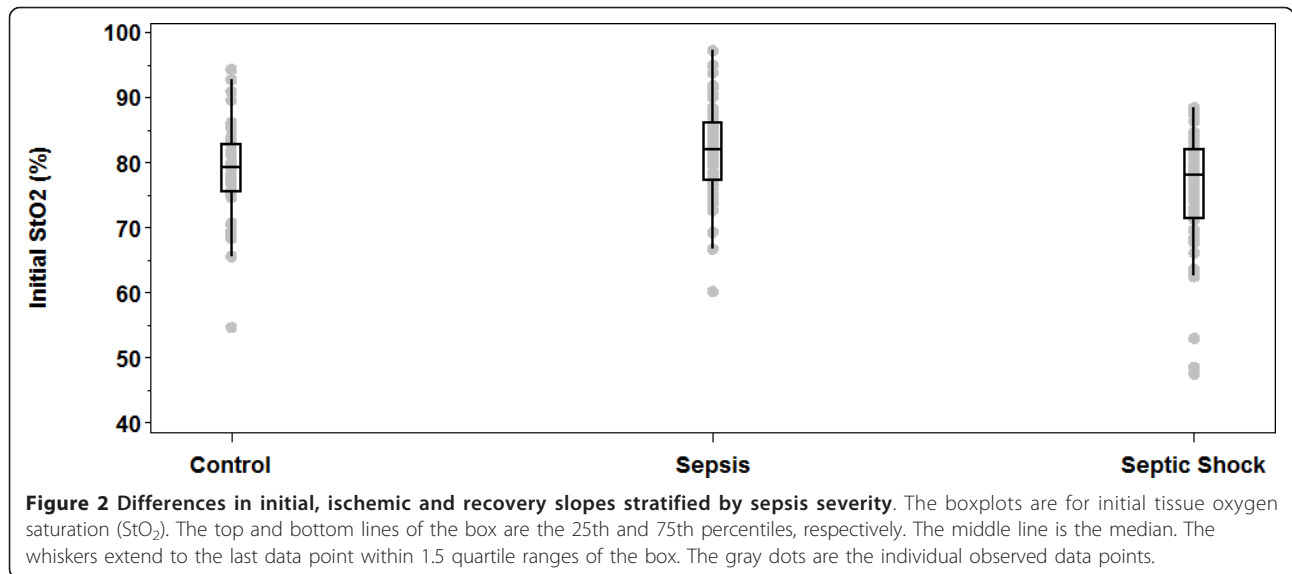 100
90
80
70
60
50
40
Initial StO2 (%)
Control Sepsis Septic Shock
Figure 2 Differences in initial, ischemic and recovery slopes stratified by sepsis severity. The boxplots are for initial tissue oxygen
saturation (StO₂). The top and bottom lines of the box are the 25th and 75th percentiles, respectively. The middle line is the median. The
whiskers extend to the last data point within 1.5 quartile ranges of the box. The gray dots are the individual observed data points.